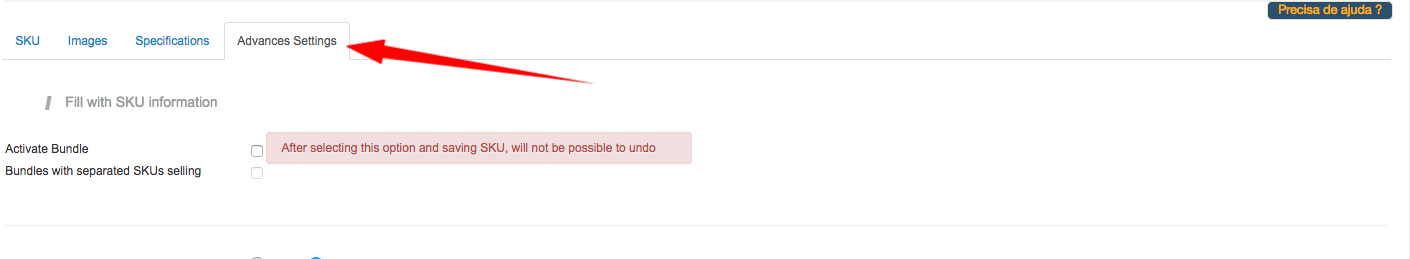 Precisa de ajuda ?
SKU Images Specifications Advances Settings
Fill with SKU information
Activate Bundle After selecting this option and saving SKU, will not be possible to undo
Bundles with separated SKUs selling